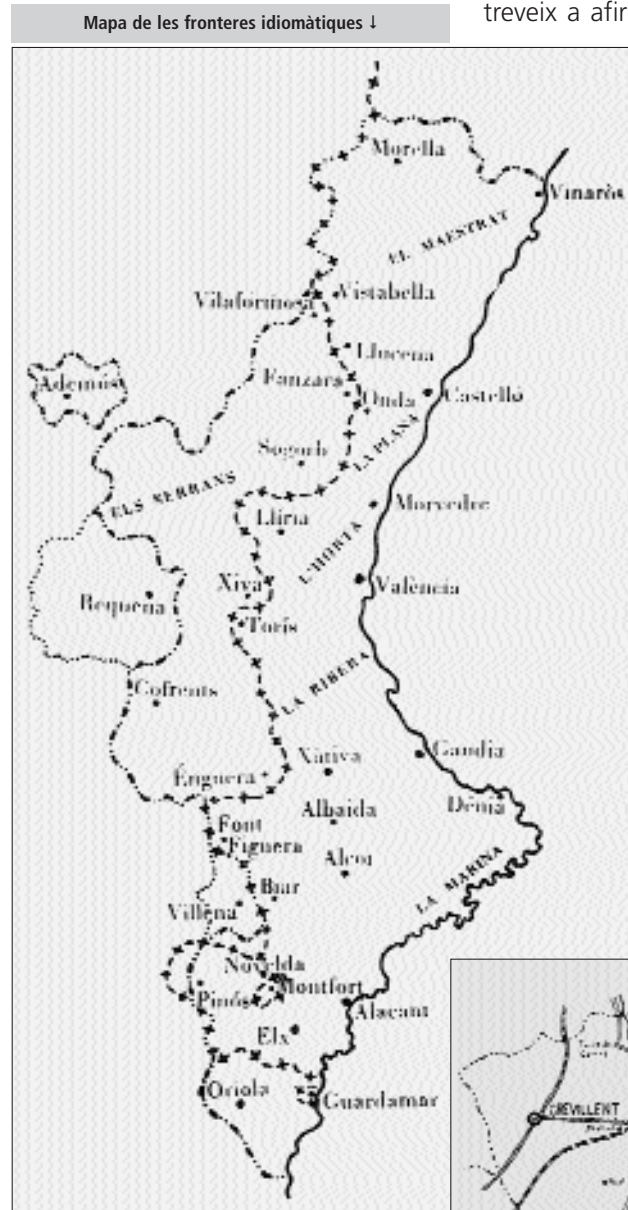 Mapa de les fronteres idiomàtiques ↓
treveix a afir
Morella
Vinaròs
EL MAESTRAT
Vilafermosa
Vistabella
Llucena
Ademús
Fanzara
Onda
Castelló
LA PLANA
Sogorb
ELS SERRANS
Morvedre
Llíria
L'HORTA
València
Xiva
Requena
Torís
LA RIBERA
Cofrents
Gandia
Xàtiva
Énguera
Dénia
Albaida
Font
Figuera
Alcoi
LA MARINA
Biar
Villena
Novelda
Montfort
Pinós
Alacant
Elx
Oriola
Guardamar
CREVILLENT